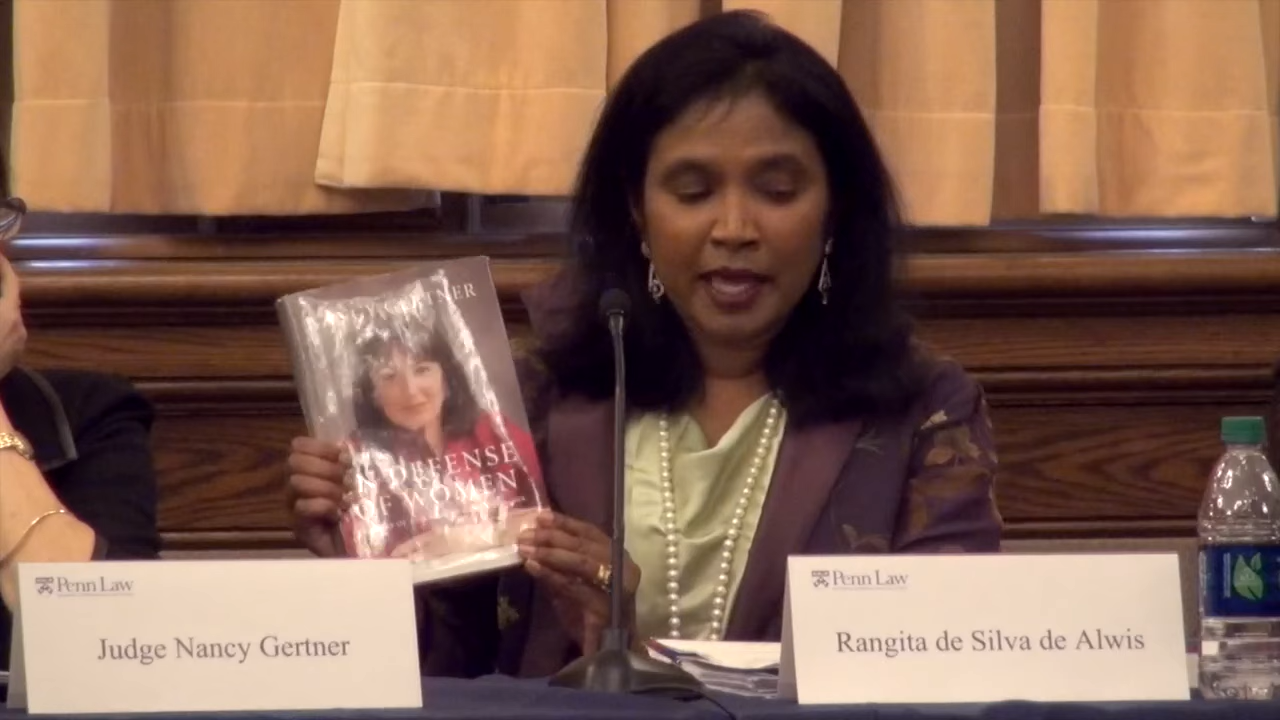 GERTNER
DEFENSE
OF WOMEN
Penn Law
Judge Nancy Gertner
Penn Law
Rangita de Silva de Alwis